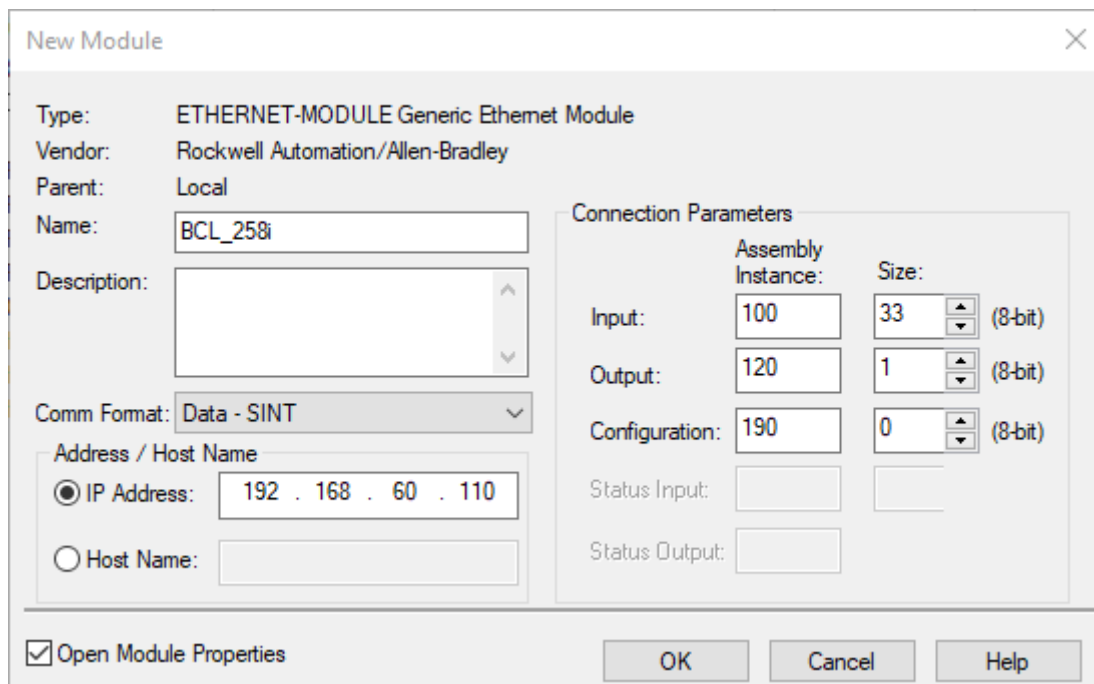 New Module
Type: ETHERNET-MODULE Generic Ethernet Module
Vendor: Rockwell Automation/Allen-Bradley
Parent: Local
Name: BCL_258i
Description:
Comm Format: Data - SINT
Address / Host Name
IP Address: 192 . 168 . 60 . 110
Host Name:
Connection Parameters
Assembly
Instance: Size:
Input: 100 33 (8-bit)
Output: 120 1 (8-bit)
Configuration: 190 0 (8-bit)
Status Input:
Status Output:
Open Module Properties
OK Cancel Help